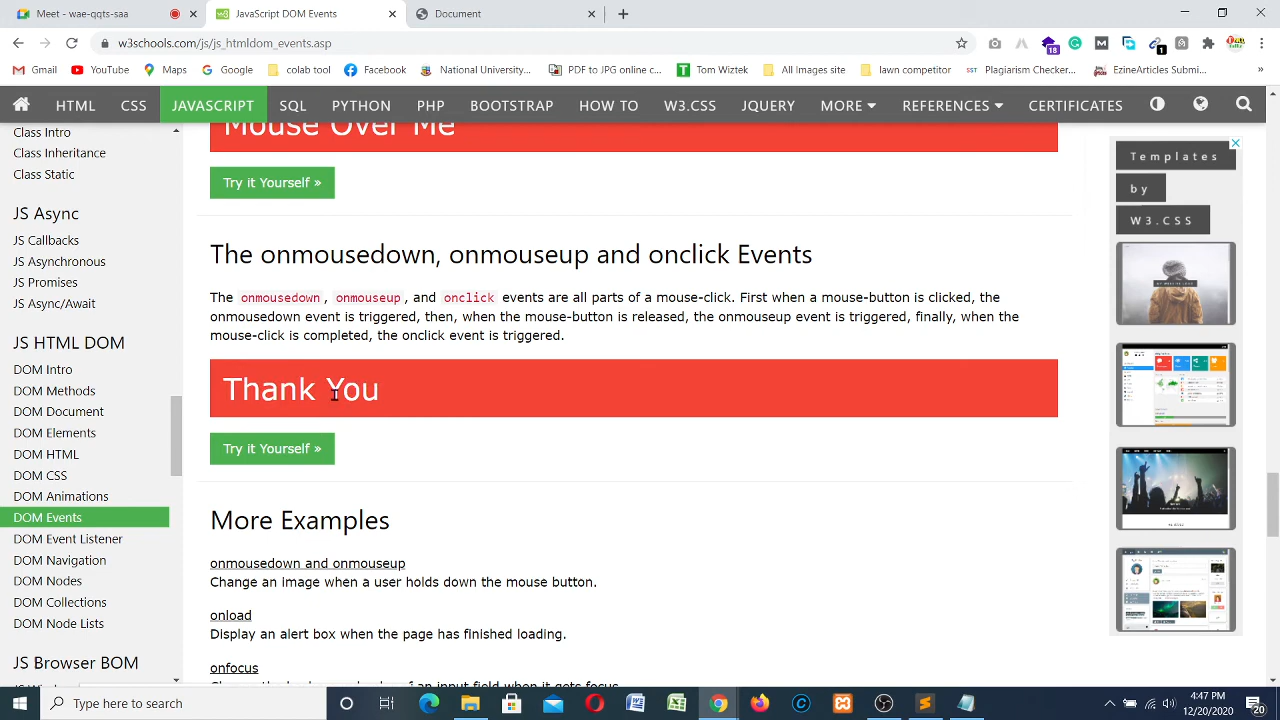 Meet - wae-qqts-saa
JavaScript DOM Events
Document
w3schools.com/js/js_htmldom_events.asp
18
1
Gmail
YouTube
Maps
Google
colab tool
Facebook
National University...
PDF to JPG online c...
Tom Wiztek
All Images site
lawn competitor
Plagiarism Checker...
EzineArticles Submi...
»
HTML
CSS
JAVASCRIPT
SQL
PYTHON
PHP
BOOTSTRAP
HOW TO
W3.CSS
JQUERY
MORE
REFERENCES
CERTIFICATES
Class Intro
Class Inheritance
Class Static
JS Async
JS Callbacks
JS Asynchronous
JS Promises
JS Async/Await
JS HTML DOM
DOM Intro
DOM Methods
DOM Document
DOM Elements
DOM HTML
DOM CSS
DOM Animations
DOM Events
DOM Event Listener
DOM Navigation
DOM Nodes
DOM Collections
DOM Node Lists
JS Browser BOM
Mouse Over Me
Try it Yourself »
The onmousedown, onmouseup and onclick Events
The onmousedown, onmouseup, and onclick events are all parts of a mouse-click. First when a mouse-button is clicked, the
onmousedown event is triggered, then, when the mouse-button is released, the onmouseup event is triggered, finally, when the
mouse-click is completed, the onclick event is triggered.
Thank You
Try it Yourself »
More Examples
onmousedown and onmouseup
Change an image when a user holds down the mouse button.
onload
Display an alert box when the page has finished loading.
onfocus
Templates
by
W3.CSS
Type here to search
4:47 PM
12/20/2020
20